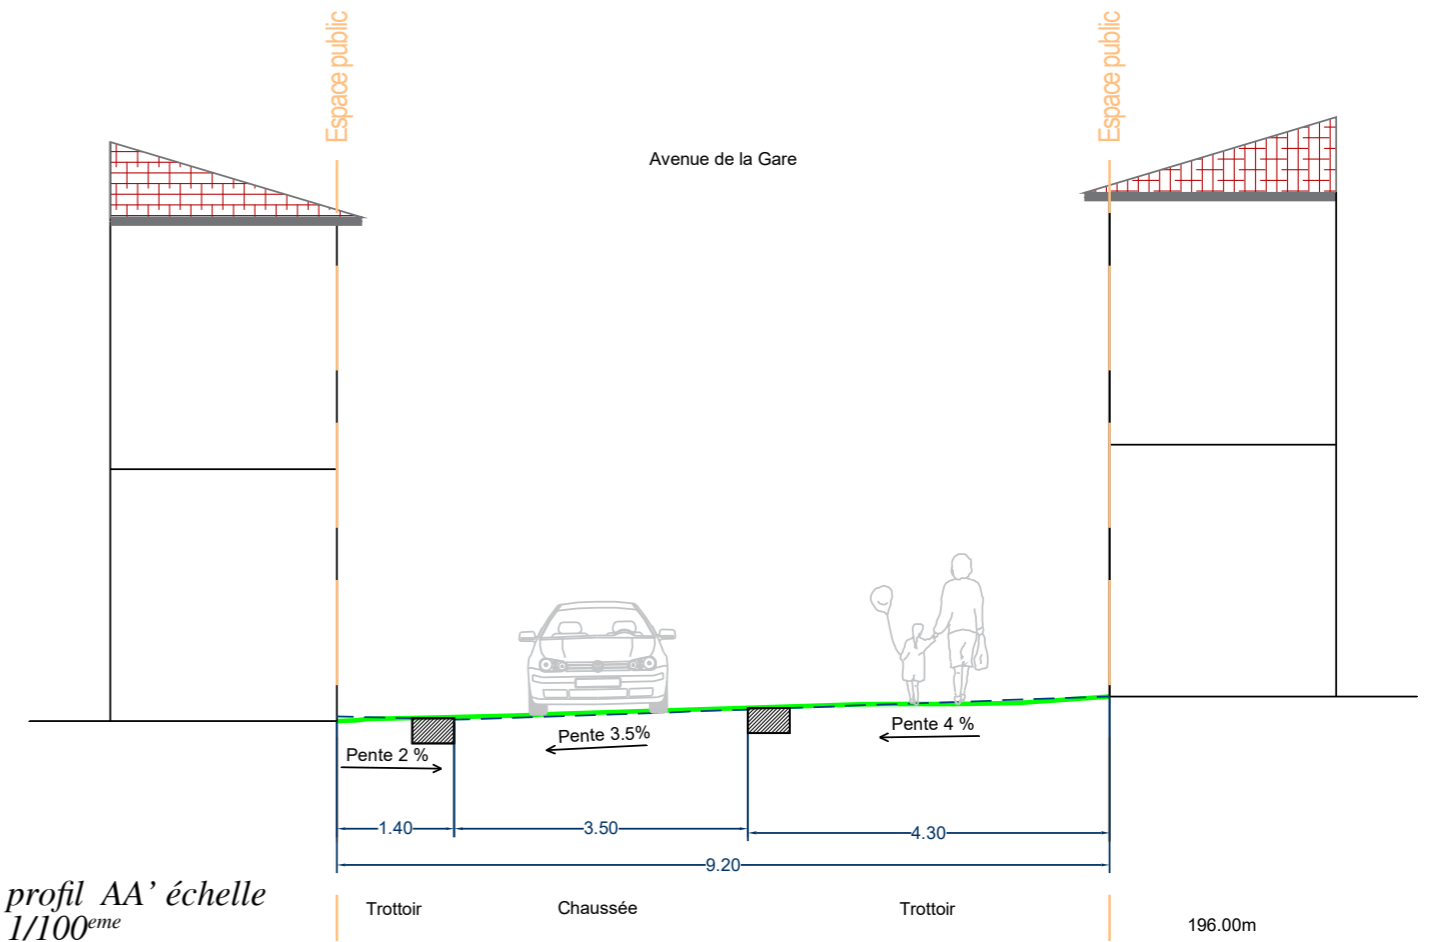 Espace public
Espace public
Avenue de la Gare
Pente 2 %
Pente 3.5%
Pente 4 %
1.40
3.50
4.30
9.20
profil AA’ échelle
1/100eme
Trottoir
Chaussée
Trottoir
196.00m